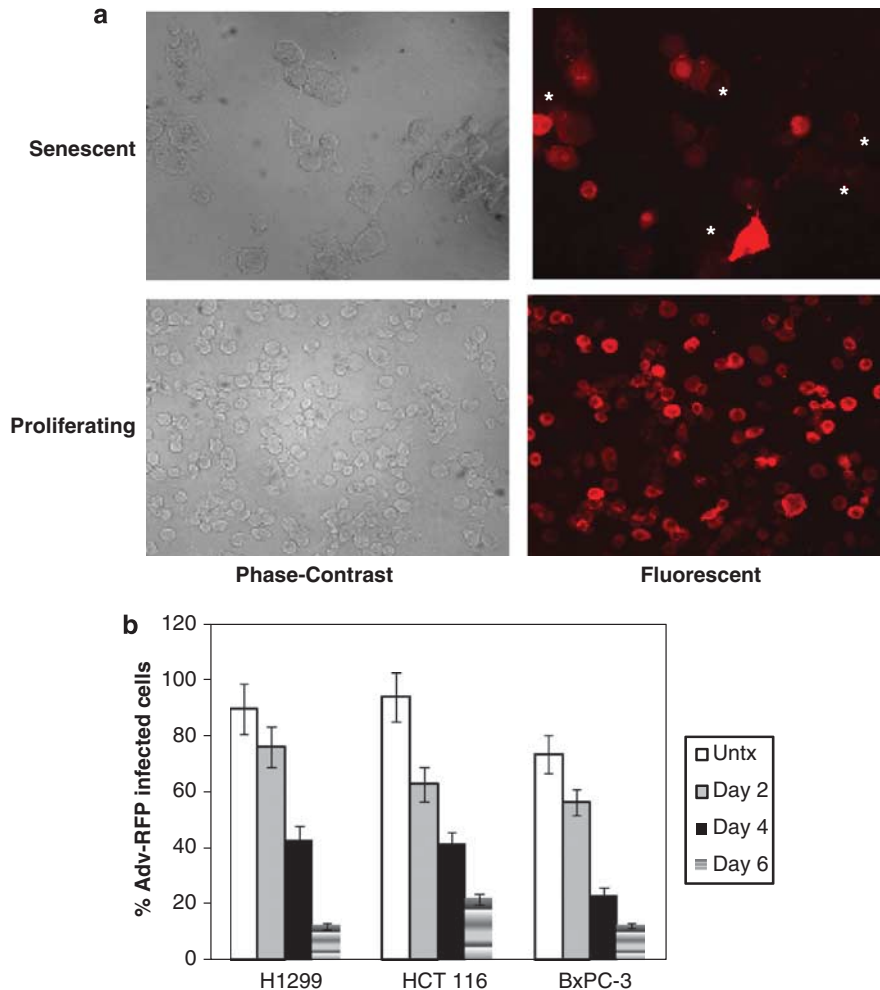 a
Senescent
*
*
*
*
*
Proliferating
Phase-Contrast
Fluorescent
b
% Adv-RFP infected cells
120
100
80
60
40
20
0
H1299
HCT 116
BxPC-3
Untx
Day 2
Day 4
Day 6